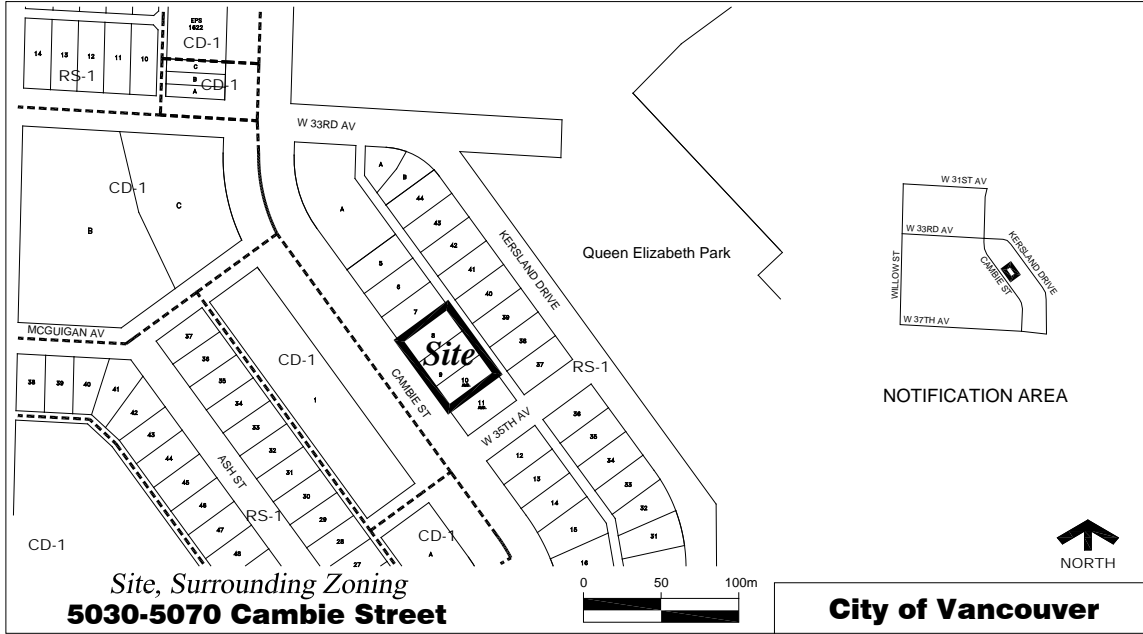 EPS
1622
CD-1
14 13 12 11 10
RS-1
C
B
CD-1
A
W 33RD AV
CD-1
C
B
A
A
B
44
43
42
41
40
39
38
37
KERSLAND DRIVE
5
6
7
8
Site
9
10
11
RS-1
Queen Elizabeth Park
CAMBIE ST
W 35TH AV
MCGUIGAN AV
CD-1
1
37
36
35
34
33
32
31
30
29
28
27
38 39 40 41
42
43
44
45
46
47
48
ASH ST
RS-1
CD-1
CD-1
A
12
13
14
15
16
36
35
34
33
32
31
W 31ST AV
W 33RD AV
WILLOW ST
CAMBIE ST
KERSLAND DRIVE
W 37TH AV
NOTIFICATION AREA
NORTH
Site, Surrounding Zoning
5030-5070 Cambie Street
0 50 100m
City of Vancouver